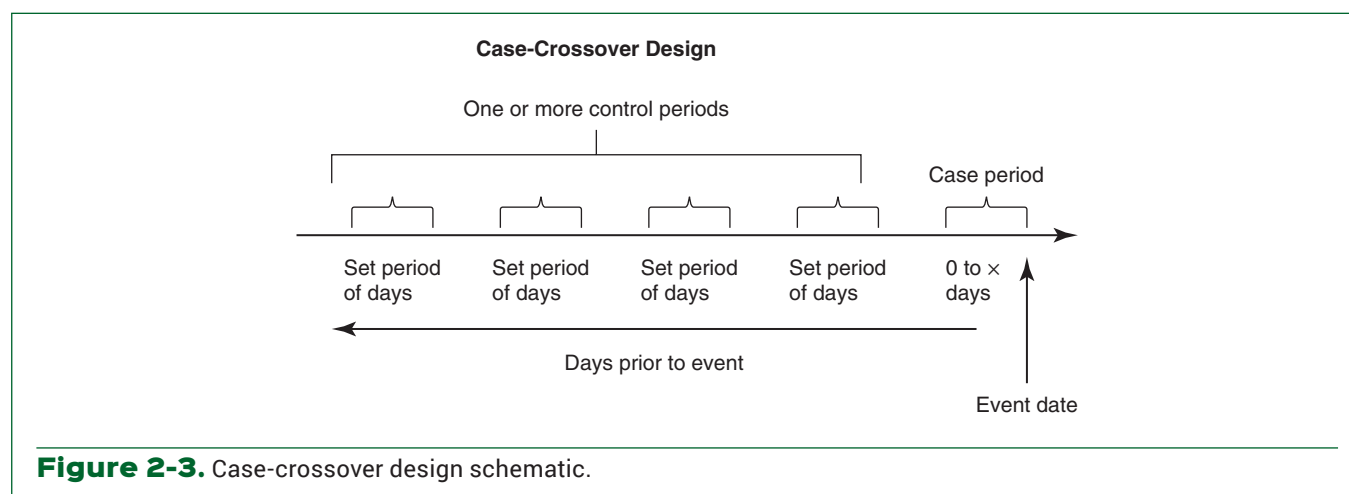 Case-Crossover Design
One or more control periods
Case period
Set period
of days
Set period
of days
Set period
of days
Set period
of days
0 to ×
days
Days prior to event
Event date
Figure 2-3. Case-crossover design schematic.